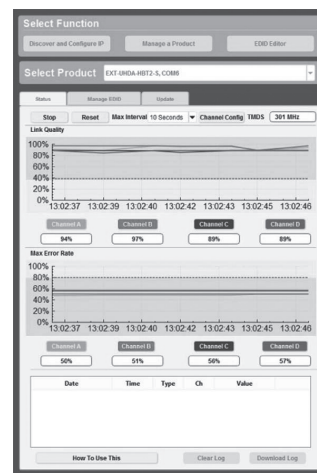 Select Function
Discover and Configure IP Manage a Product EDID Editor
Select Product EXT-UHDA-HBT2-S, COM6
Status Manage EDID Update
Stop Reset Max Interval 10 Seconds Channel Config TMDS 301 MHz
Link Quality
100%
80%
60%
40%
20%
0%
13:02:37 13:02:39 13:02:40 13:02:42 13:02:43 13:02:45 13:02:46
Channel A Channel B Channel C Channel D
94% 97% 89% 89%
Max Error Rate
100%
80%
60%
40%
20%
0%
13:02:37 13:02:39 13:02:40 13:02:42 13:02:43 13:02:45 13:02:46
Channel A Channel B Channel C Channel D
50% 51% 56% 57%
Date Time Type Ch Value
How To Use This Clear Log Download Log